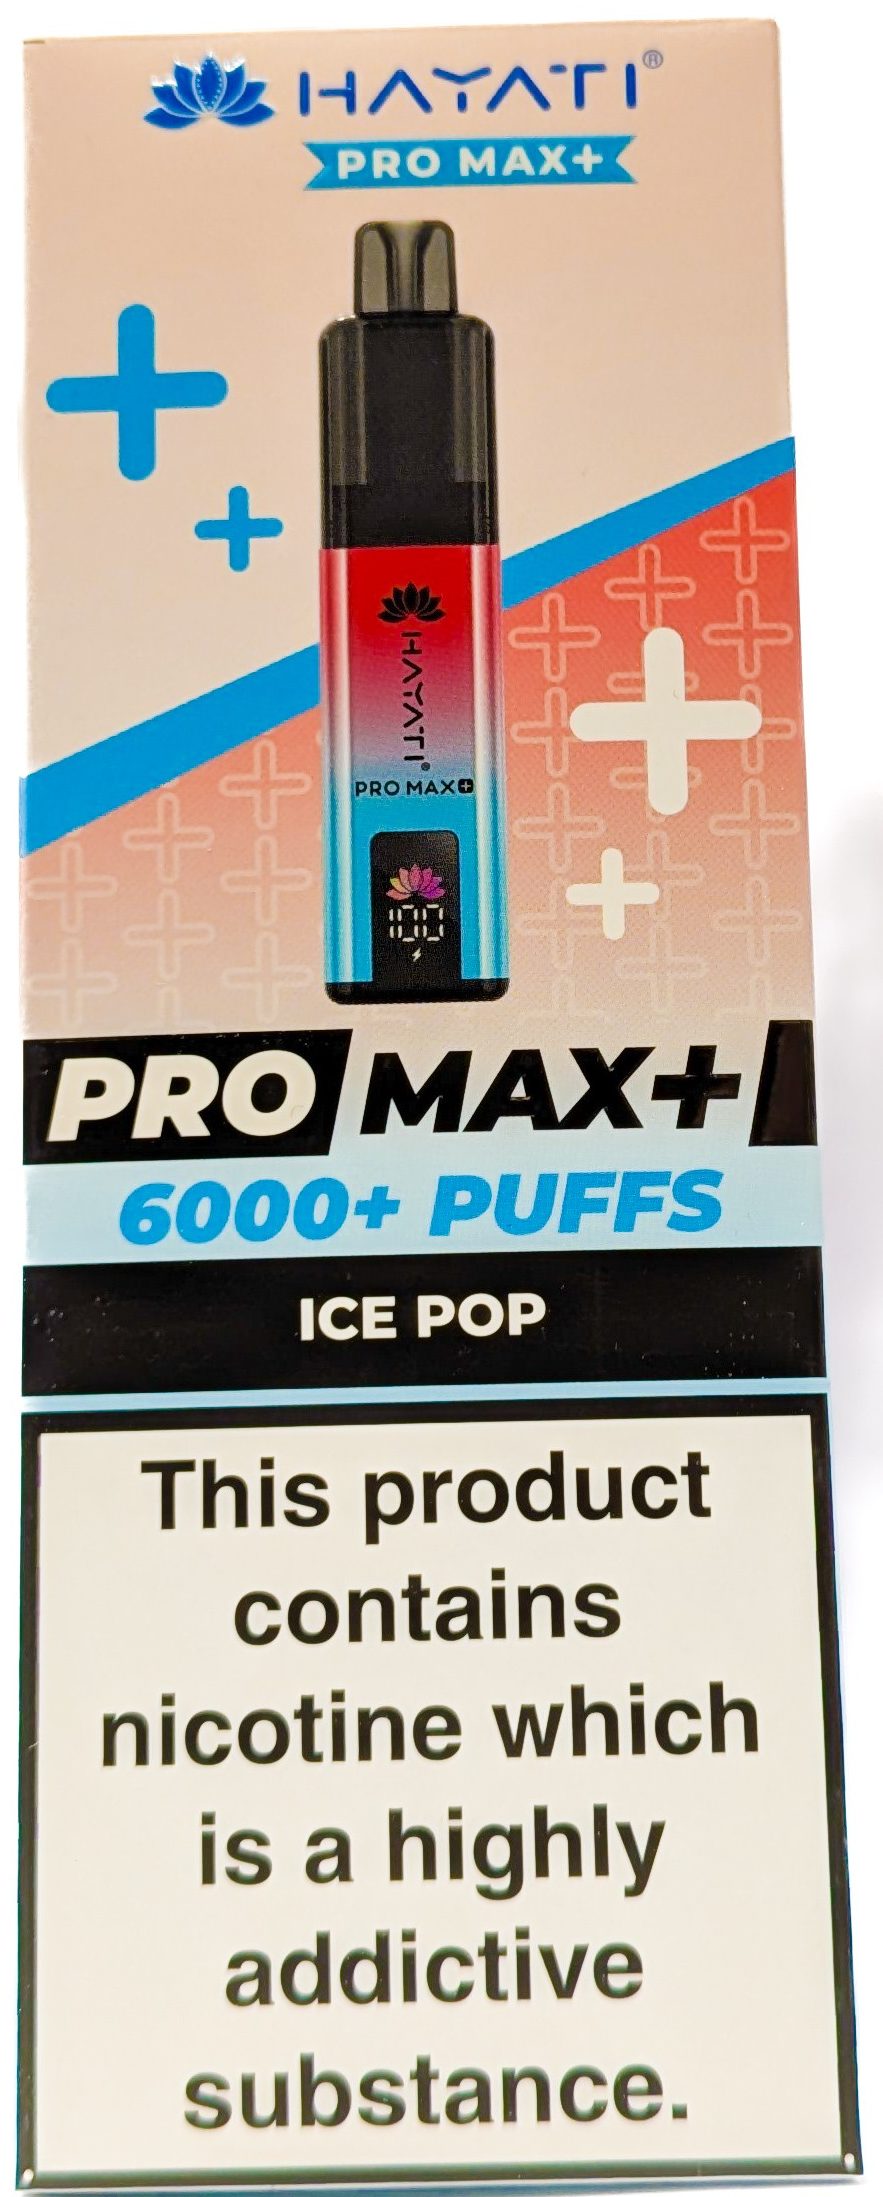 HAYATI®
PRO MAX+
HAYATI®
PRO MAX+
100
PRO MAX+
6000+ PUFFS
ICE POP
This product
contains
nicotine which
is a highly
addictive
substance.